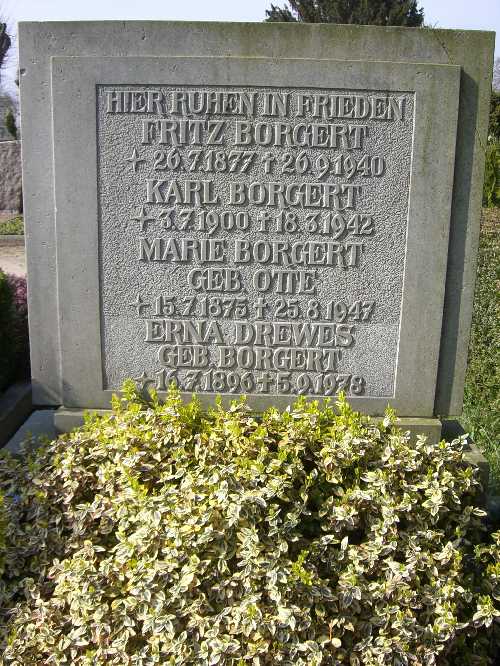 HIER RUHEN IN FRIEDEN
FRITZ BORGERT
* 26.7.1877 † 26.9.1940
KARL BORGERT
* 3.7.1900 † 18.3.1942
MARIE BORGERT
GEB. OTTE
* 15.7.1875 † 25.8.1947
ERNA DREWES
GEB. BORGERT
* 16.7.1896 † 5.9.1978